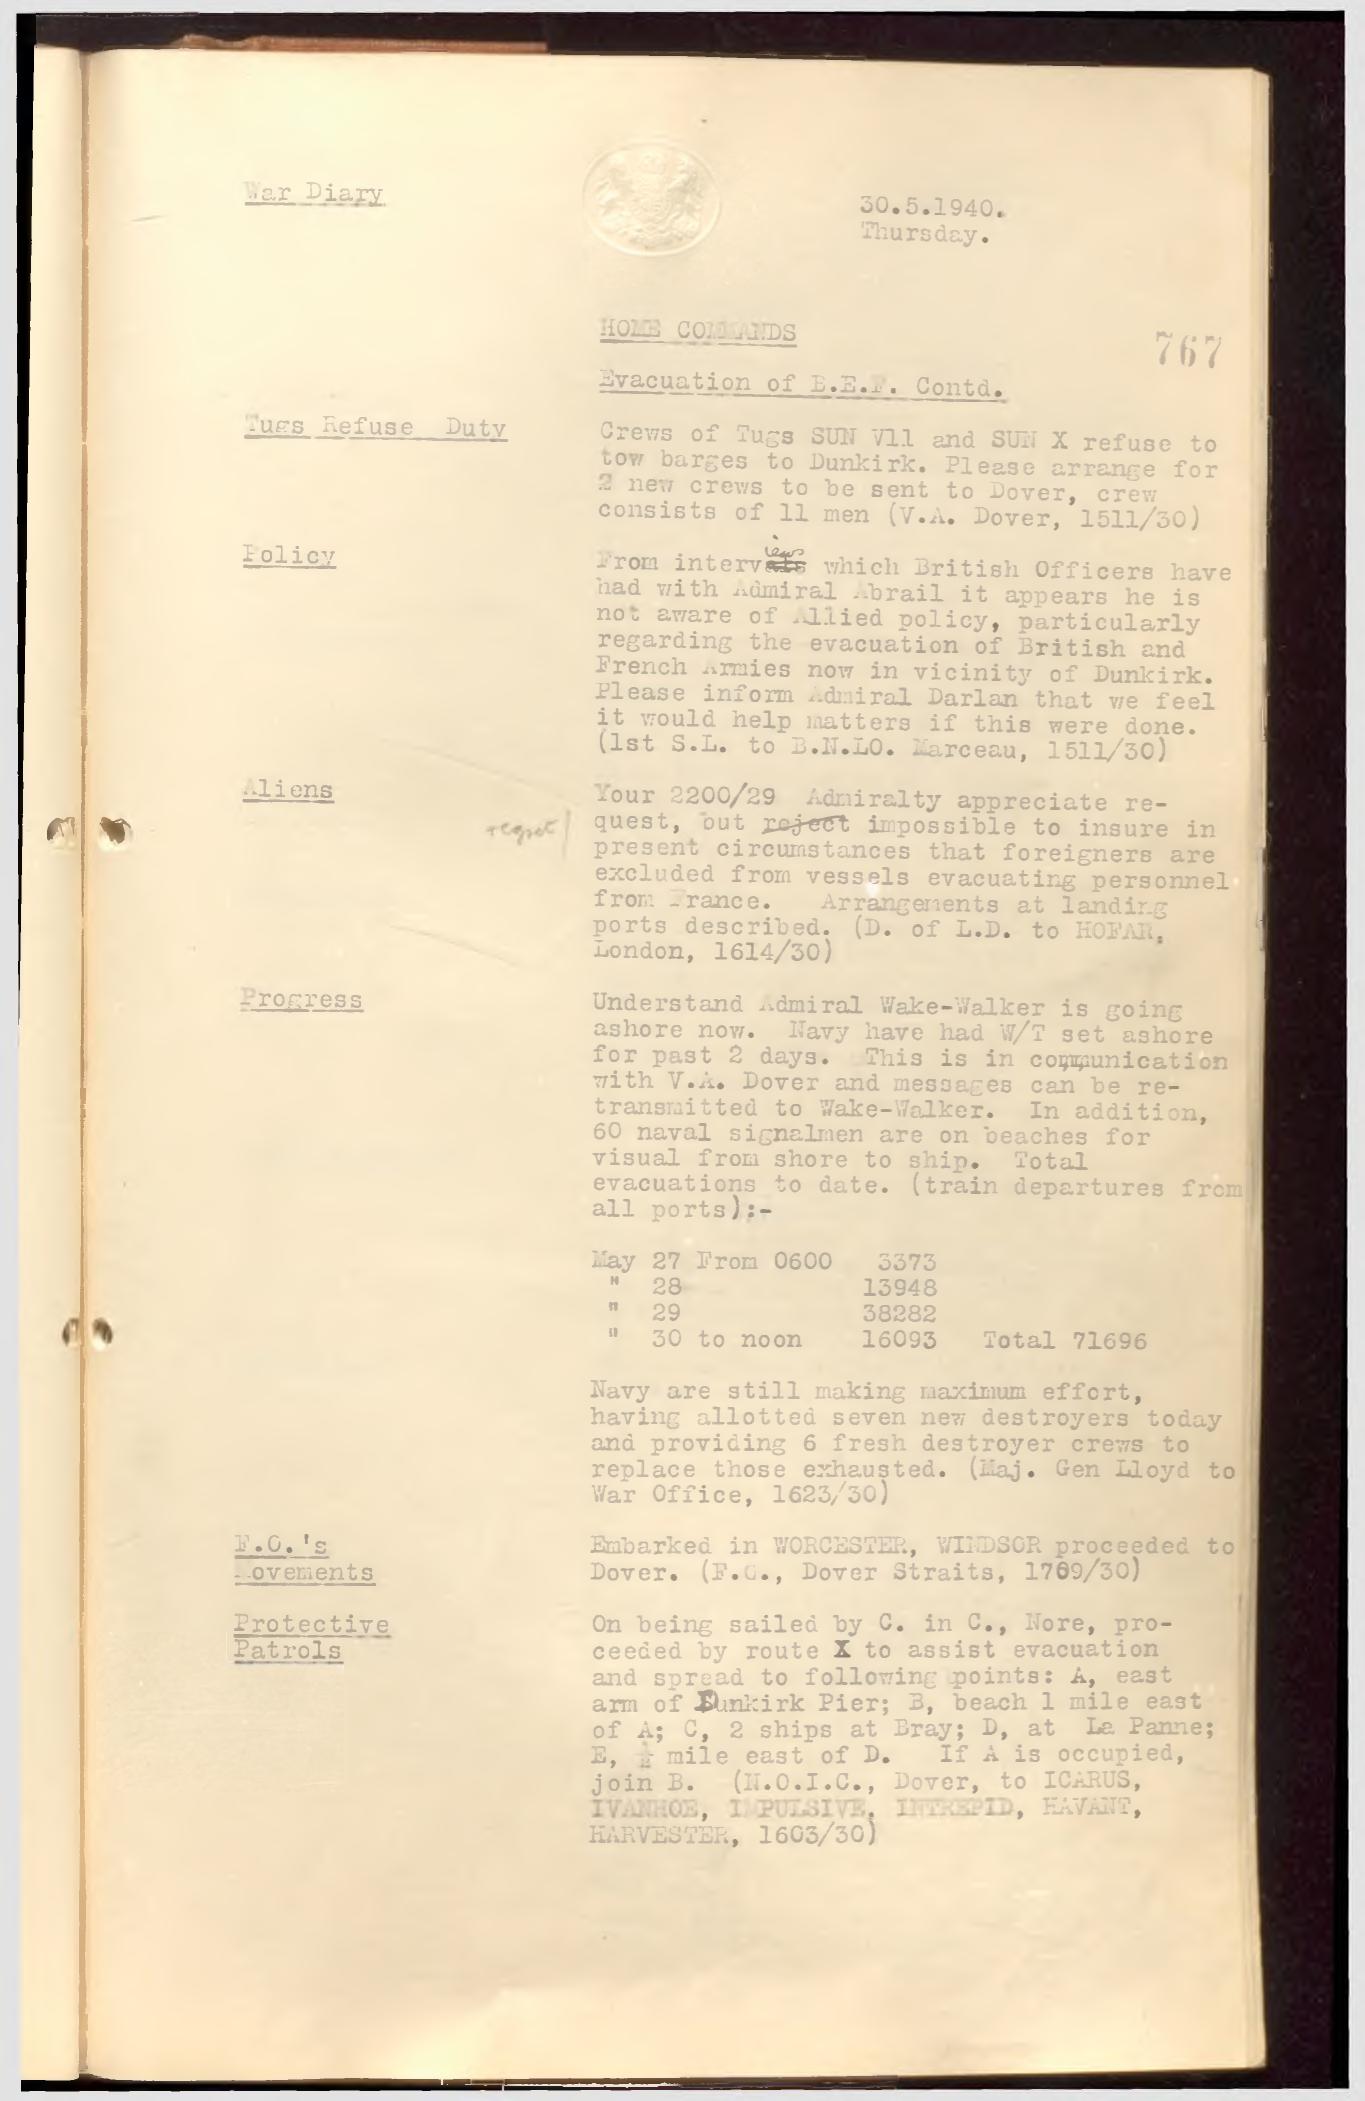 War Diary
30.5.1940.
Thursday.
HOME COMMANDS
767
Evacuation of B.E.F. Contd.
Tugs Refuse Duty
Crews of Tugs SUN V11 and SUN X refuse to
tow barges to Dunkirk. Please arrange for
2 new crews to be sent to Dover, crew
consists of 11 men (V.A. Dover, 1511/30)
Policy
From interviews which British Officers have
had with Admiral Abrail it appears he is
not aware of Allied policy, particularly
regarding the evacuation of British and
French Armies now in vicinity of Dunkirk.
Please inform Admiral Darlan that we feel
it would help matters if this were done.
(1st S.L. to B.N.LO. Marceau, 1511/30)
Aliens
Your 2200/29 Admiralty appreciate re-
regret/
quest, but reject impossible to insure in
present circumstances that foreigners are
excluded from vessels evacuating personnel
from France. Arrangements at landing
ports described. (D. of L.D. to HOFAR,
London, 1614/30)
Progress
Understand Admiral Wake-Walker is going
ashore now. Navy have had W/T set ashore
for past 2 days. This is in communication
with V.A. Dover and messages can be re-
transmitted to Wake-Walker. In addition,
60 naval signalmen are on beaches for
visual from shore to ship. Total
evacuations to date. (train departures from
all ports):-
May 27 From 0600 3373
" 28 13948
" 29 38282
" 30 to noon 16093 Total 71696
Navy are still making maximum effort,
having allotted seven new destroyers today
and providing 6 fresh destroyer crews to
replace those exhausted. (Maj. Gen Lloyd to
War Office, 1623/30)
F.O.'s
Movements
Embarked in WORCESTER, WINDSOR proceeded to
Dover. (F.O., Dover Straits, 1709/30)
Protective
Patrols
On being sailed by C. in C., Nore, pro-
ceeded by route X to assist evacuation
and spread to following points: A, east
arm of Dunkirk Pier; B, beach 1 mile east
of A; C, 2 ships at Bray; D, at La Panne;
E, ½ mile east of D. If A is occupied,
join B. (N.O.I.C., Dover, to ICARUS,
IVANHOE, IMPULSIVE, INTREPID, HAVANT,
HARVESTER, 1603/30)